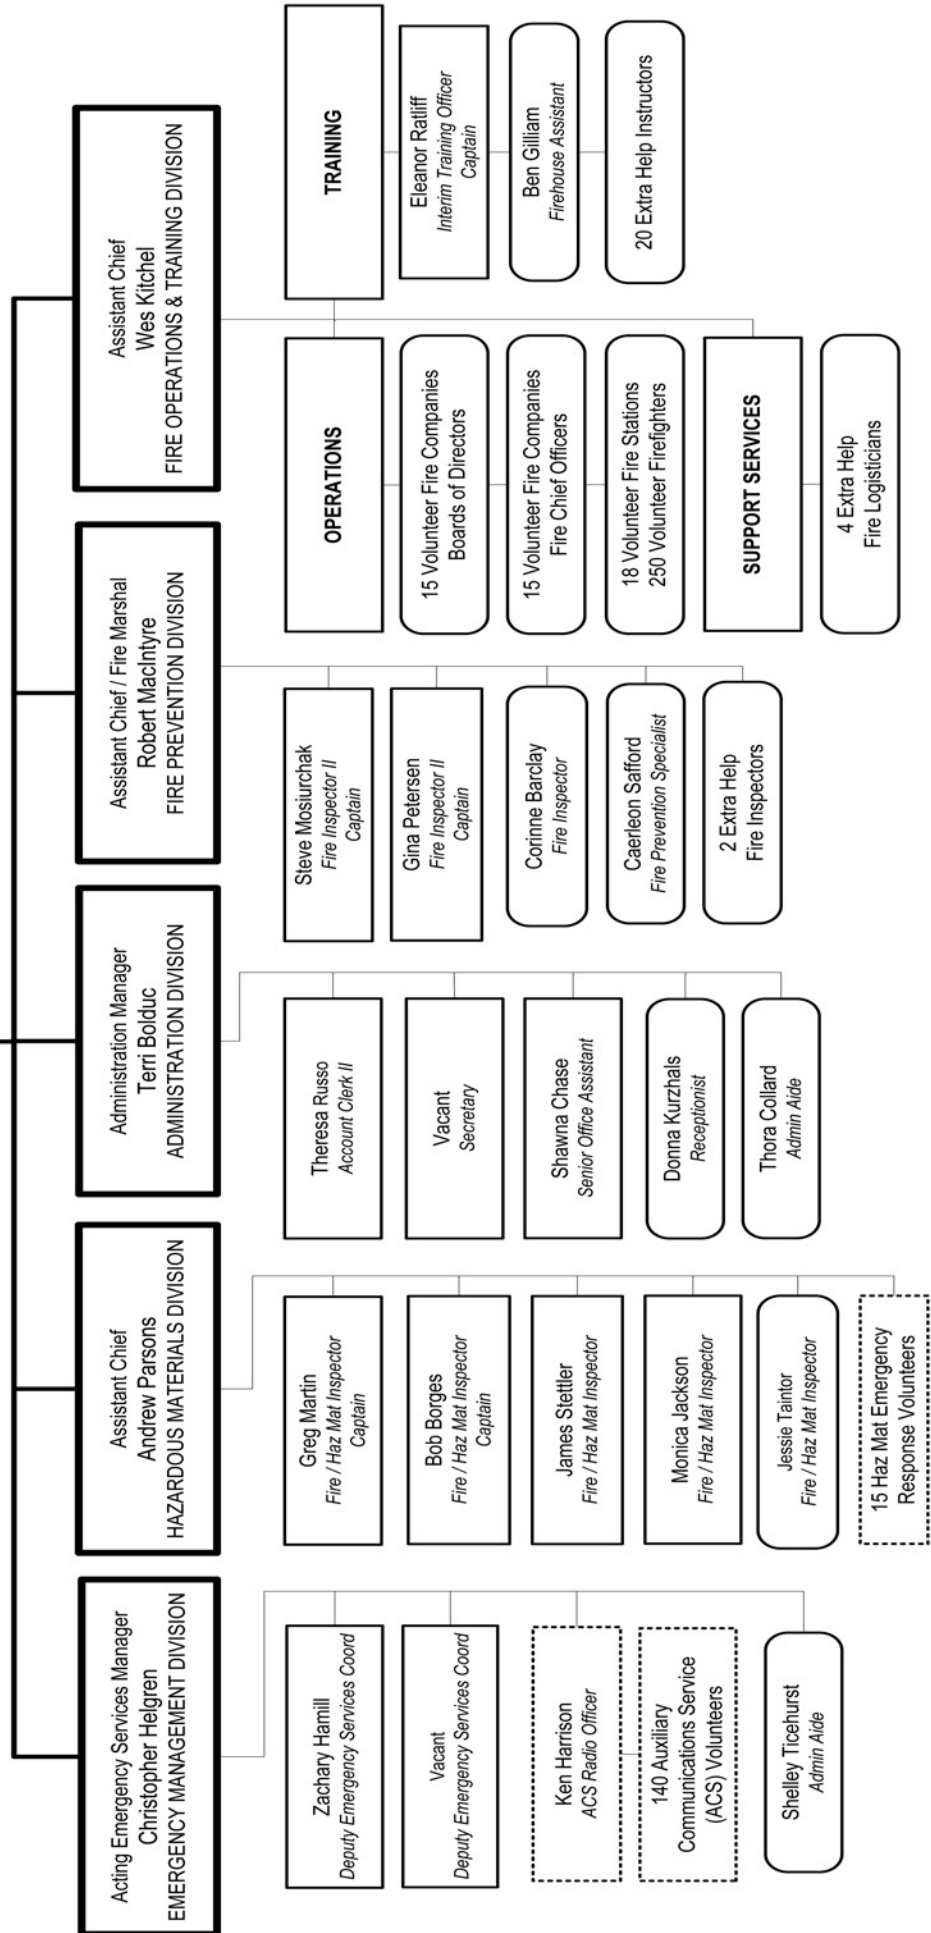 Acting Emergency Services Manager
Christopher Helgren
EMERGENCY MANAGEMENT DIVISION
Zachary Hamill
Deputy Emergency Services Coord
Vacant
Deputy Emergency Services Coord
Ken Harrison
ACS Radio Officer
140 Auxiliary
Communications Service
(ACS) Volunteers
Shelley Ticehurst
Admin Aide
Assistant Chief
Andrew Parsons
HAZARDOUS MATERIALS DIVISION
Greg Martin
Fire / Haz Mat Inspector
Captain
Bob Borges
Fire / Haz Mat Inspector
Captain
James Stettler
Fire / Haz Mat Inspector
Monica Jackson
Fire / Haz Mat Inspector
Jessie Taintor
Fire / Haz Mat Inspector
15 Haz Mat Emergency
Response Volunteers
Administration Manager
Terri Bolduc
ADMINISTRATION DIVISION
Theresa Russo
Account Clerk II
Vacant
Secretary
Shawna Chase
Senior Office Assistant
Donna Kurzhals
Receptionist
Thora Collard
Admin Aide
Assistant Chief / Fire Marshal
Robert MacIntyre
FIRE PREVENTION DIVISION
Steve Mosiurchak
Fire Inspector II
Captain
Gina Petersen
Fire Inspector II
Captain
Corinne Barclay
Fire Inspector
Caerleon Safford
Fire Prevention Specialist
2 Extra Help
Fire Inspectors
Assistant Chief
Wes Kitchel
FIRE OPERATIONS & TRAINING DIVISION
OPERATIONS
15 Volunteer Fire Companies
Boards of Directors
15 Volunteer Fire Companies
Fire Chief Officers
18 Volunteer Fire Stations
250 Volunteer Firefighters
SUPPORT SERVICES
4 Extra Help
Fire Logisticians
TRAINING
Eleanor Ratliff
Interim Training Officer
Captain
Ben Gilliam
Firehouse Assistant
20 Extra Help Instructors